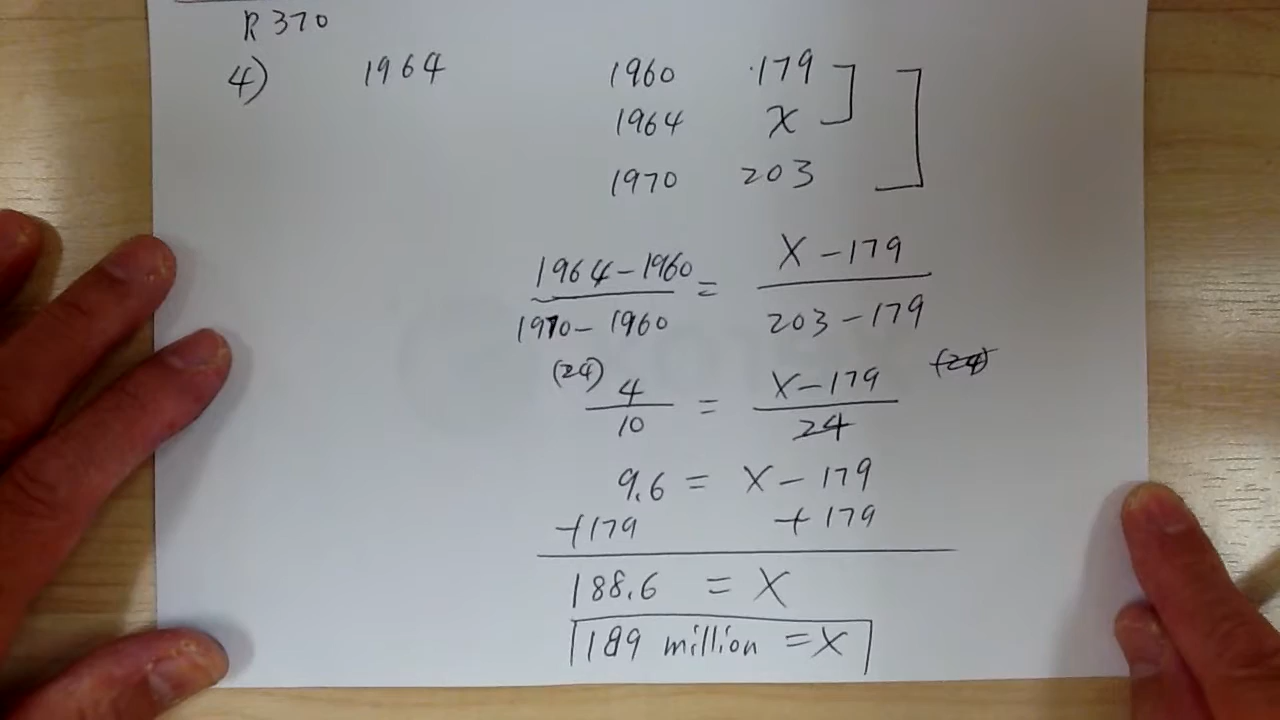 R 370
4) 1964 1960 179
1964 x
1970 203
1964-1960 = X-179
1970-1960 203-179
(24) 4 = X-179 (24)
10 24
9.6 = X-179
+179 +179
188.6 = X
189 million = X